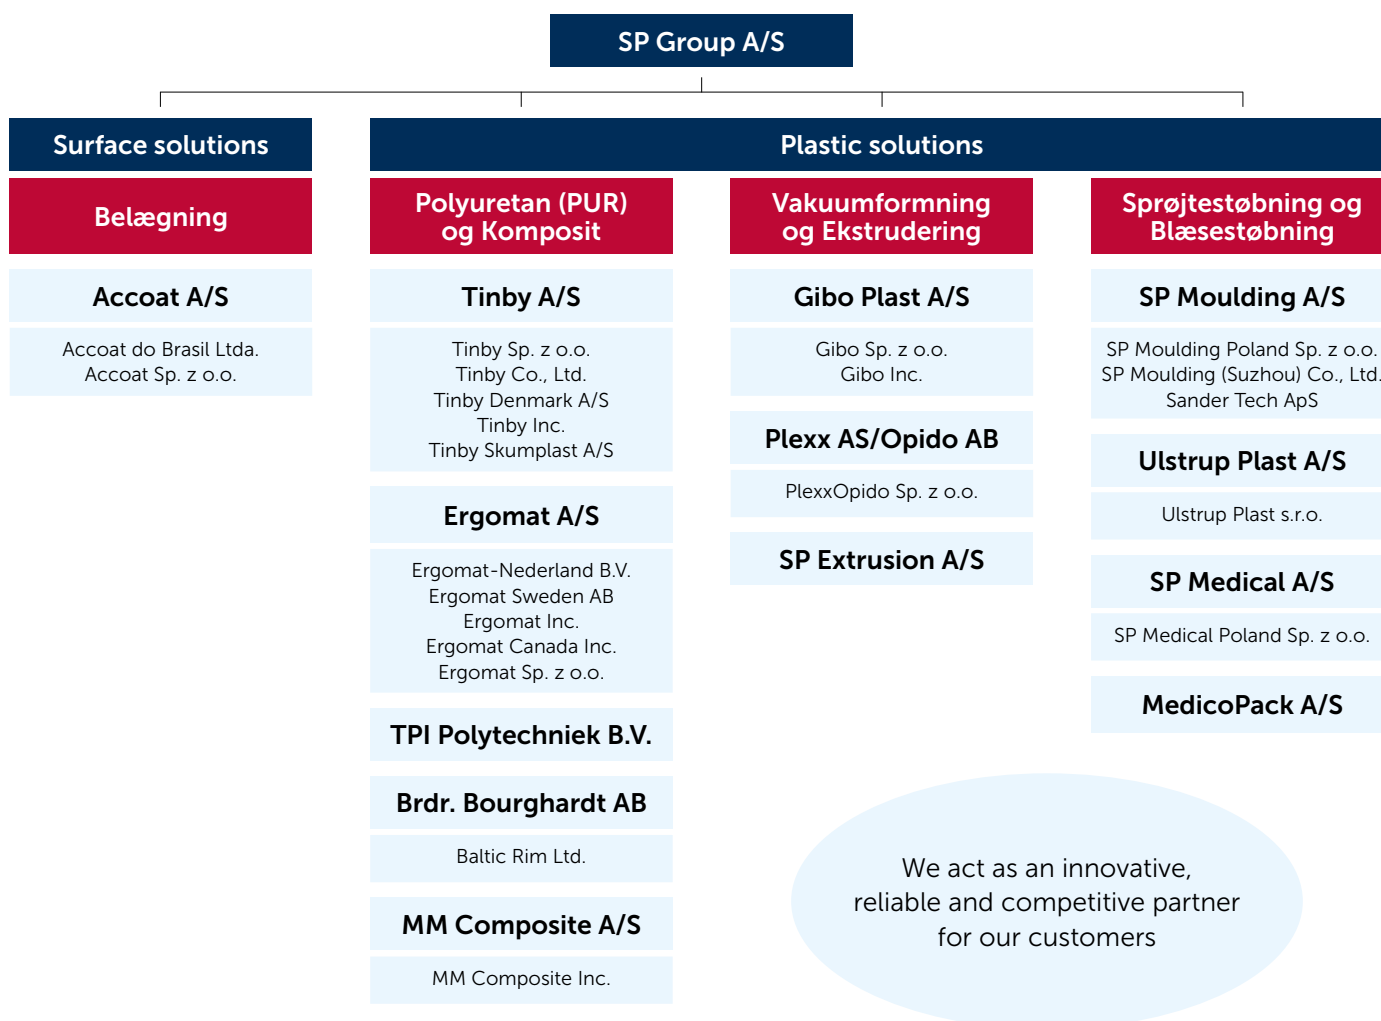 SP Group A/S
Surface solutions
Belægning
Accoat A/S
Accoat do Brasil Ltda.
Accoat Sp. z o.o.
Plastic solutions
Polyuretan (PUR)
og Komposit
Tinby A/S
Tinby Sp. z o.o.
Tinby Co., Ltd.
Tinby Denmark A/S
Tinby Inc.
Tinby Skumplast A/S
Ergomat A/S
Ergomat-Nederland B.V.
Ergomat Sweden AB
Ergomat Inc.
Ergomat Canada Inc.
Ergomat Sp. z o.o.
TPI Polytechniek B.V.
Brdr. Bourghardt AB
Baltic Rim Ltd.
MM Composite A/S
MM Composite Inc.
Vakuumformning
og Ekstrudering
Gibo Plast A/S
Gibo Sp. z o.o.
Gibo Inc.
Plexx AS/Opido AB
PlexxOpido Sp. z o.o.
SP Extrusion A/S
Sprøjtestøbning og
Blæsestøbning
SP Moulding A/S
SP Moulding Poland Sp. z o.o.
SP Moulding (Suzhou) Co., Ltd.
Sander Tech ApS
Ulstrup Plast A/S
Ulstrup Plast s.r.o.
SP Medical A/S
SP Medical Poland Sp. z o.o.
MedicoPack A/S
We act as an innovative,
reliable and competitive partner
for our customers